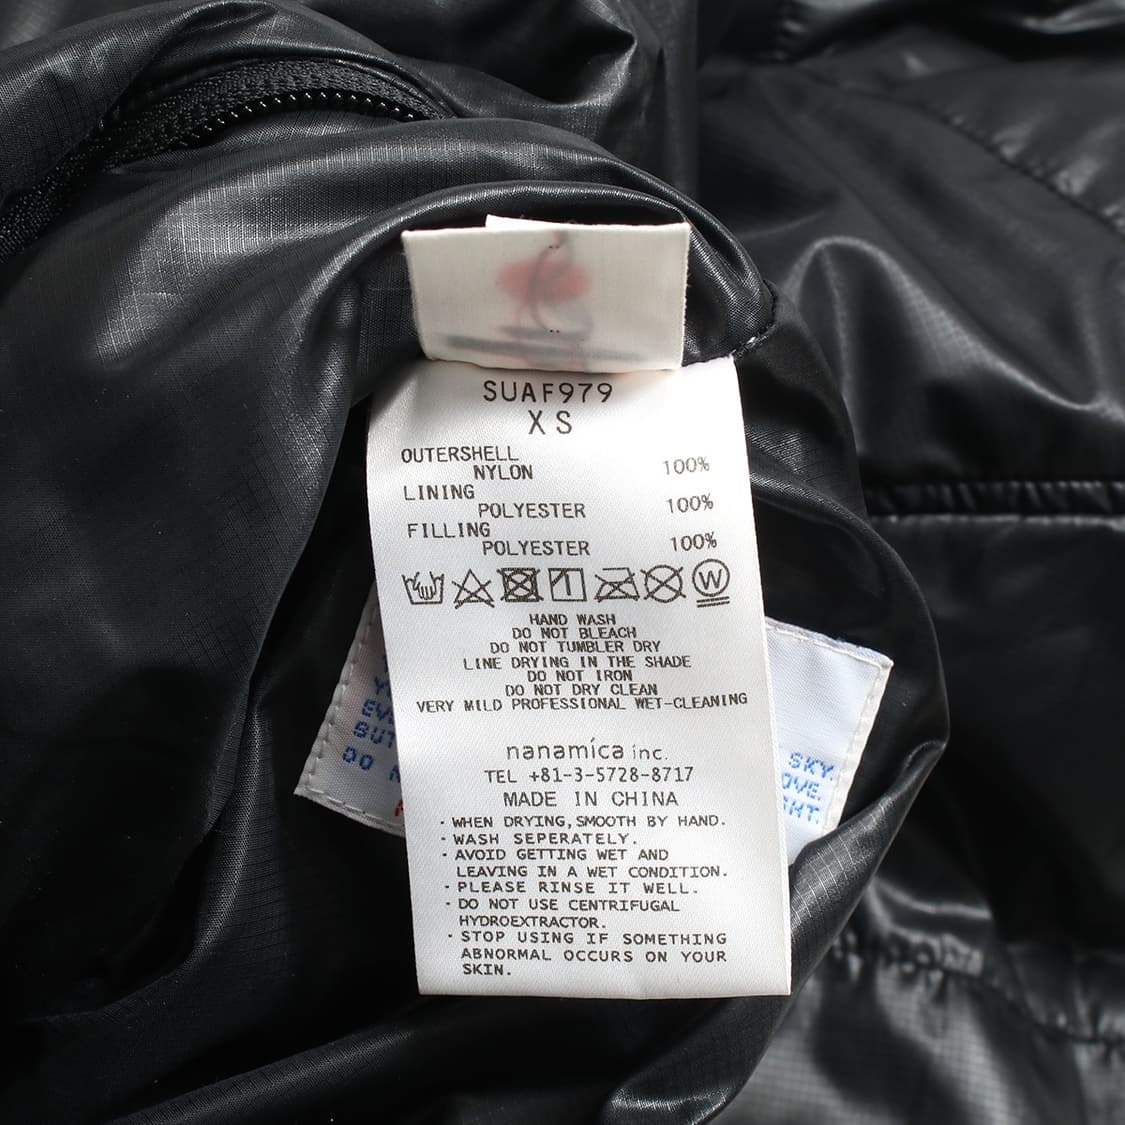 SUAF979
XS
OUTERSHELL
NYLON 100%
LINING
POLYESTER 100%
FILLING
POLYESTER 100%
W
HAND WASH
DO NOT BLEACH
DO NOT TUMBLER DRY
LINE DRYING IN THE SHADE
DO NOT IRON
DO NOT DRY CLEAN
VERY MILD PROFESSIONAL WET-CLEANING
nanamíca inc.
TEL +81-3-5728-8717
MADE IN CHINA
・WHEN DRYING,SMOOTH BY HAND.
・WASH SEPERATELY.
・AVOID GETTING WET AND
LEAVING IN A WET CONDITION.
・PLEASE RINSE IT WELL.
・DO NOT USE CENTRIFUGAL
HYDROEXTRACTOR.
・STOP USING IF SOMETHING
ABNORMAL OCCURS ON YOUR
SKIN.
SKY.
DO